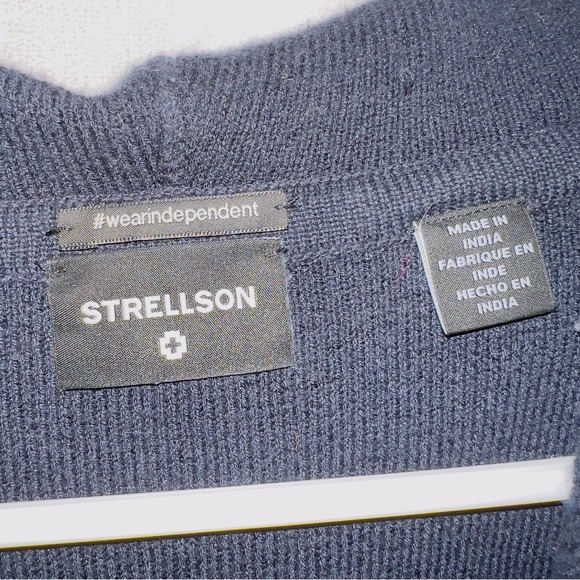 #wearindependent
STRELLSON
MADE IN
INDIA
FABRIQUE EN
INDE
HECHO EN
INDIA